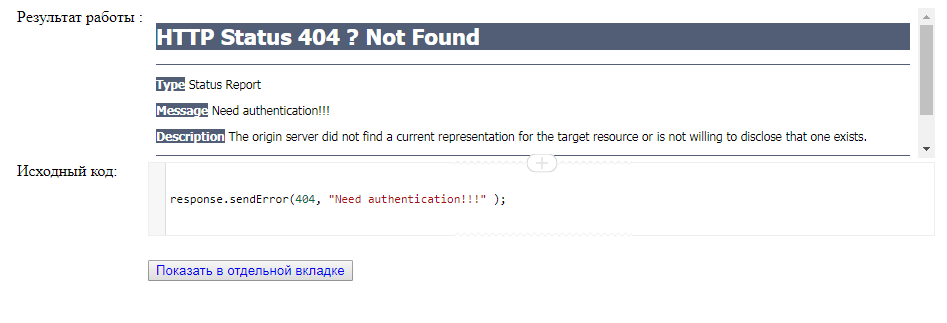 Результат работы :
HTTP Status 404 ? Not Found
Type Status Report
Message Need authentication!!!
Description The origin server did not find a current representation for the target resource or is not willing to disclose that one exists.
Исходный код:
response.sendError(404, "Need authentication!!!" );
Показать в отдельной вкладке